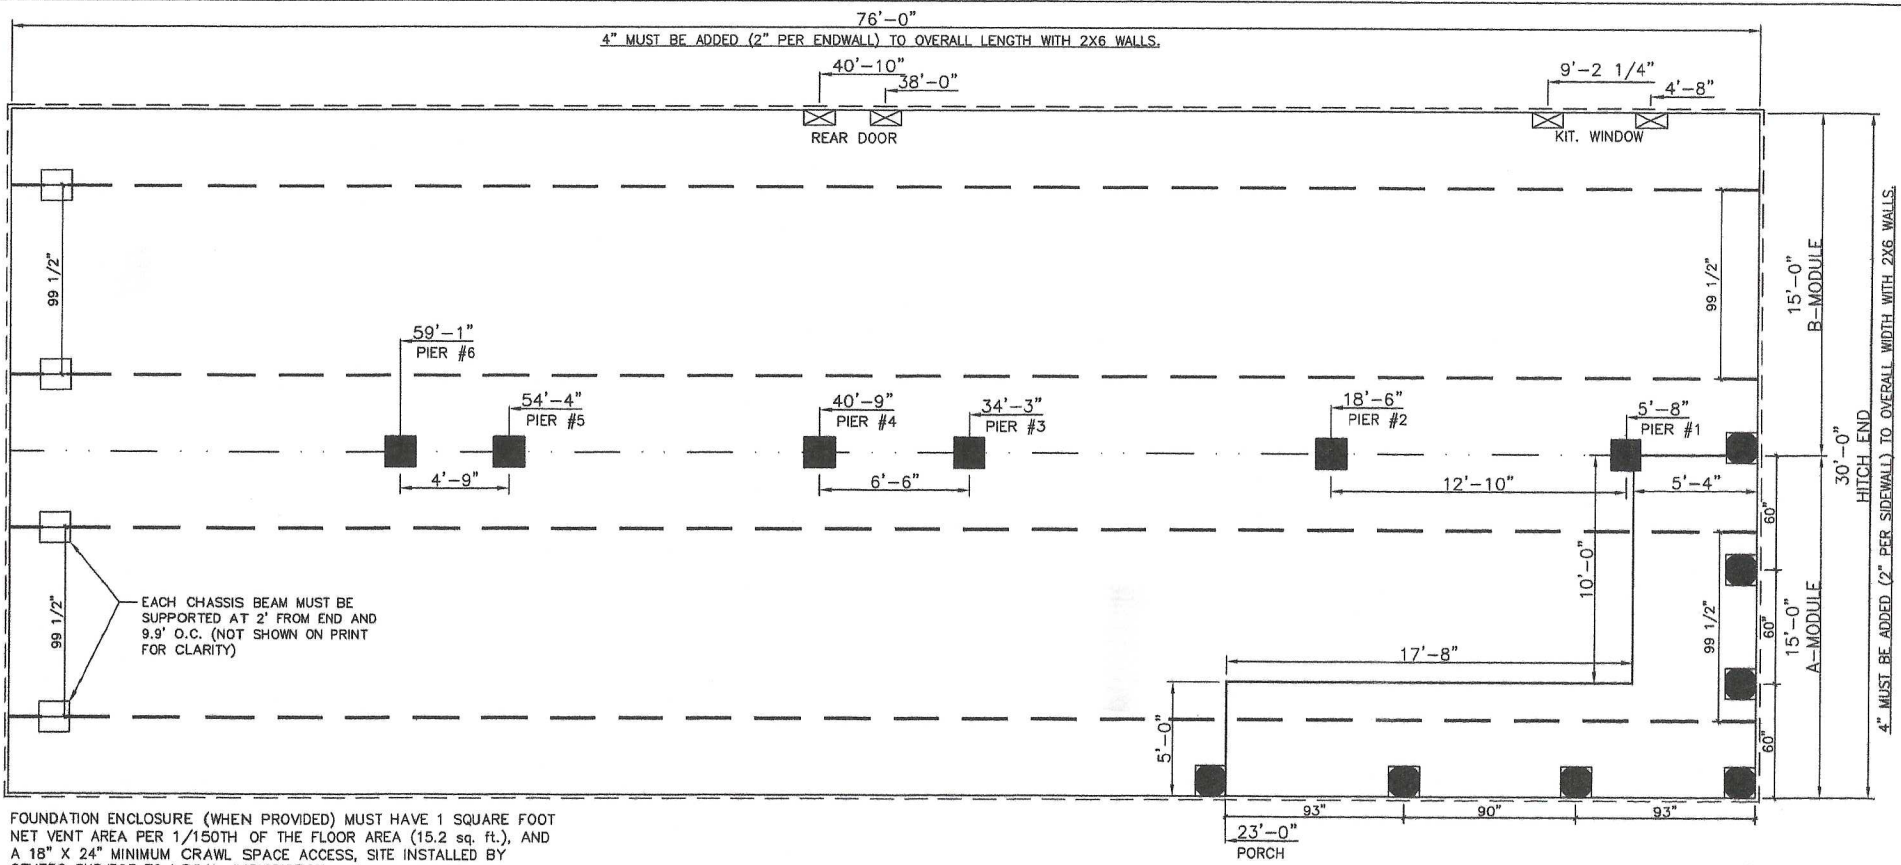 76'-0"
4" MUST BE ADDED (2" PER ENDWALL) TO OVERALL LENGTH WITH 2X6 WALLS.
40'-10"
38'-0"
9'-2 1/4"
4'-8"
REAR DOOR
KIT. WINDOW
99 1/2"
99 1/2"
15'-0"
B-MODULE
59'-1"
PIER #6
54'-4"
PIER #5
40'-9"
PIER #4
34'-3"
PIER #3
18'-6"
PIER #2
5'-8"
PIER #1
4'-9"
6'-6"
12'-10"
5'-4"
30'-0"
HITCH END
4" MUST BE ADDED (2" PER SIDEWALL) TO OVERALL WIDTH WITH 2X6 WALLS.
60"
10'-0"
99 1/2"
EACH CHASSIS BEAM MUST BE
SUPPORTED AT 2' FROM END AND
9.9' O.C. (NOT SHOWN ON PRINT
FOR CLARITY)
99 1/2"
60"
15'-0"
A-MODULE
17'-8"
5'-0"
60"
93"
90"
93"
23'-0"
PORCH
FOUNDATION ENCLOSURE (WHEN PROVIDED) MUST HAVE 1 SQUARE FOOT
NET VENT AREA PER 1/150TH OF THE FLOOR AREA (15.2 sq. ft.), AND
A 18" X 24" MINIMUM CRAWL SPACE ACCESS, SITE INSTALLED BY